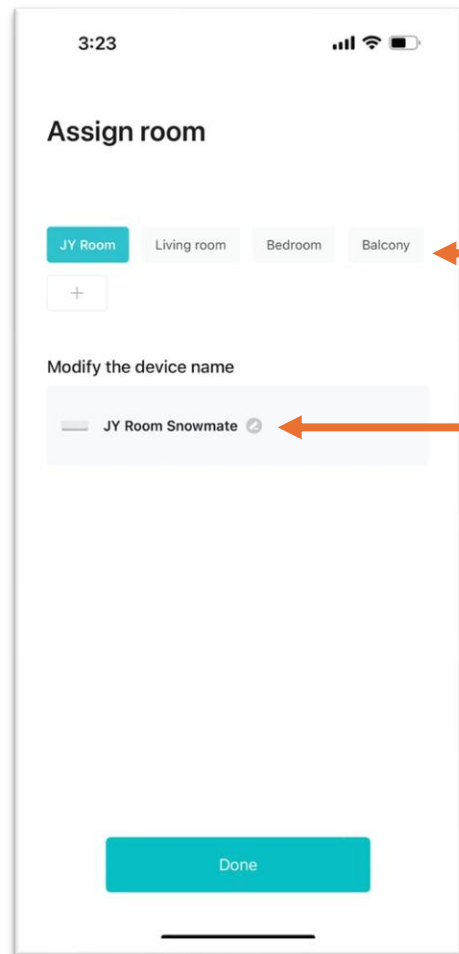 3:23
Assign room
JY Room Living room Bedroom Balcony
+
Modify the device name
JY Room Snowmate
Done